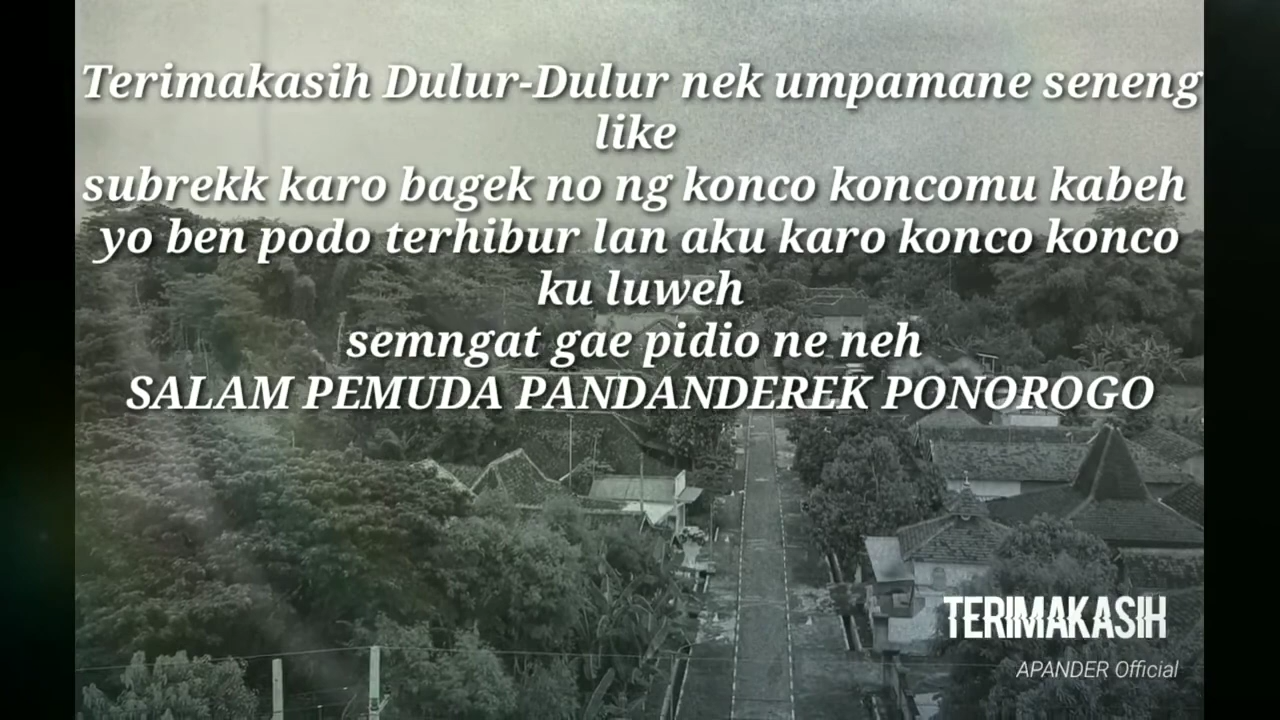 Terimakasih Dulur-Dulur nek umpamane seneng
like
subrekk karo bagek no ng konco koncomu kabeh
yo ben podo terhibur lan aku karo konco konco
ku luweh
semngat gae pidio ne neh
SALAM PEMUDA PANDANDEREK PONOROGO
TERIMAKASIH
APANDER Official